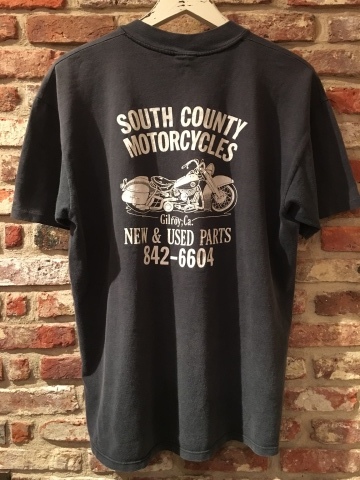 SOUTH COUNTY
MOTORCYCLES
Gilroy, Ca.
NEW & USED PARTS
842-6604